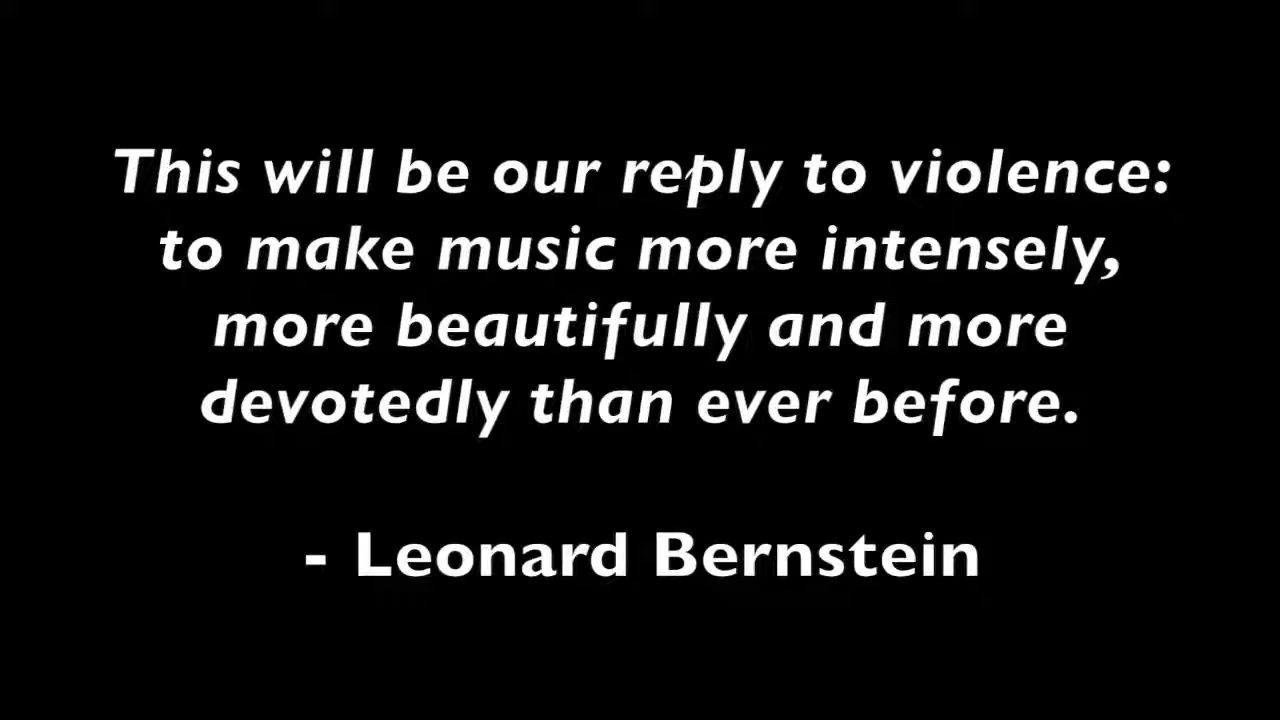 This will be our reply to violence:
to make music more intensely,
more beautifully and more
devotedly than ever before.
- Leonard Bernstein